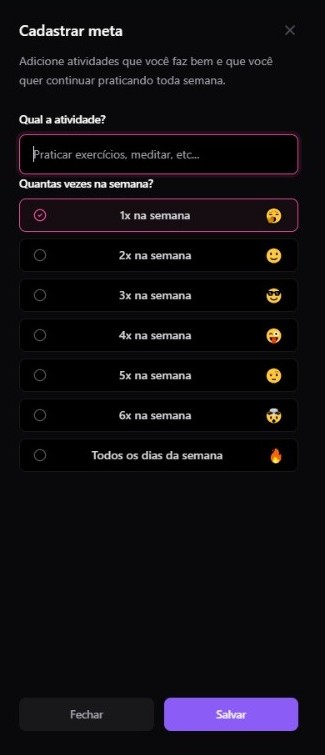 Cadastrar meta
Adicione atividades que você faz bem e que você
quer continuar praticando toda semana.
Qual a atividade?
Praticar exercícios, meditar, etc...
Quantas vezes na semana?
1x na semana 🥱
2x na semana 🙂
3x na semana 😎
4x na semana 😜
5x na semana 🤨
6x na semana 🤯
Todos os dias da semana 🔥
Fechar
Salvar